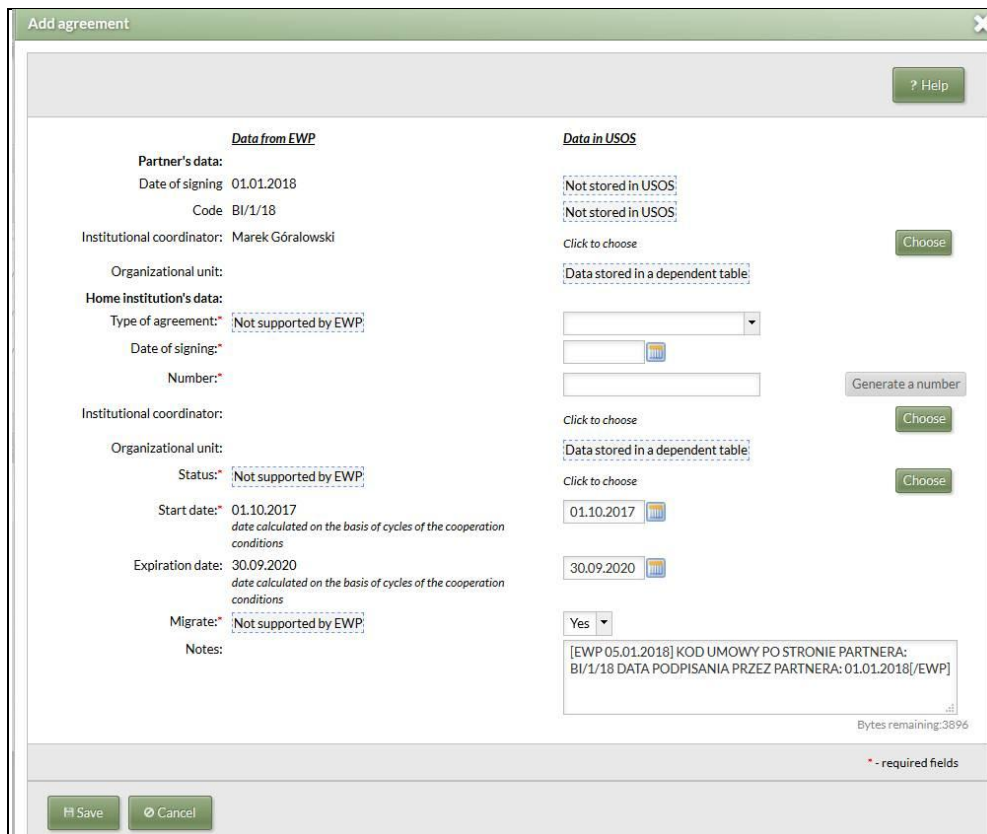 Add agreement
? Help
Data from EWP Data in USOS
Partner's data:
Date of signing 01.01.2018 Not stored in USOS
Code BI/1/18 Not stored in USOS
Institutional coordinator: Marek Góralowski Click to choose Choose
Organizational unit: Data stored in a dependent table
Home institution's data:
Type of agreement:* Not supported by EWP
Date of signing:*
Number:* Generate a number
Institutional coordinator: Click to choose Choose
Organizational unit: Data stored in a dependent table
Status:* Not supported by EWP Click to choose Choose
Start date:* 01.10.2017 01.10.2017
date calculated on the basis of cycles of the cooperation
conditions
Expiration date: 30.09.2020 30.09.2020
date calculated on the basis of cycles of the cooperation
conditions
Migrate:* Not supported by EWP Yes
Notes: [EWP 05.01.2018] KOD UMOWY PO STRONIE PARTNERA:
BI/1/18 DATA PODPISANIA PRZEZ PARTNERA: 01.01.2018[/EWP]
Bytes remaining:3896
* - required fields
Save Cancel